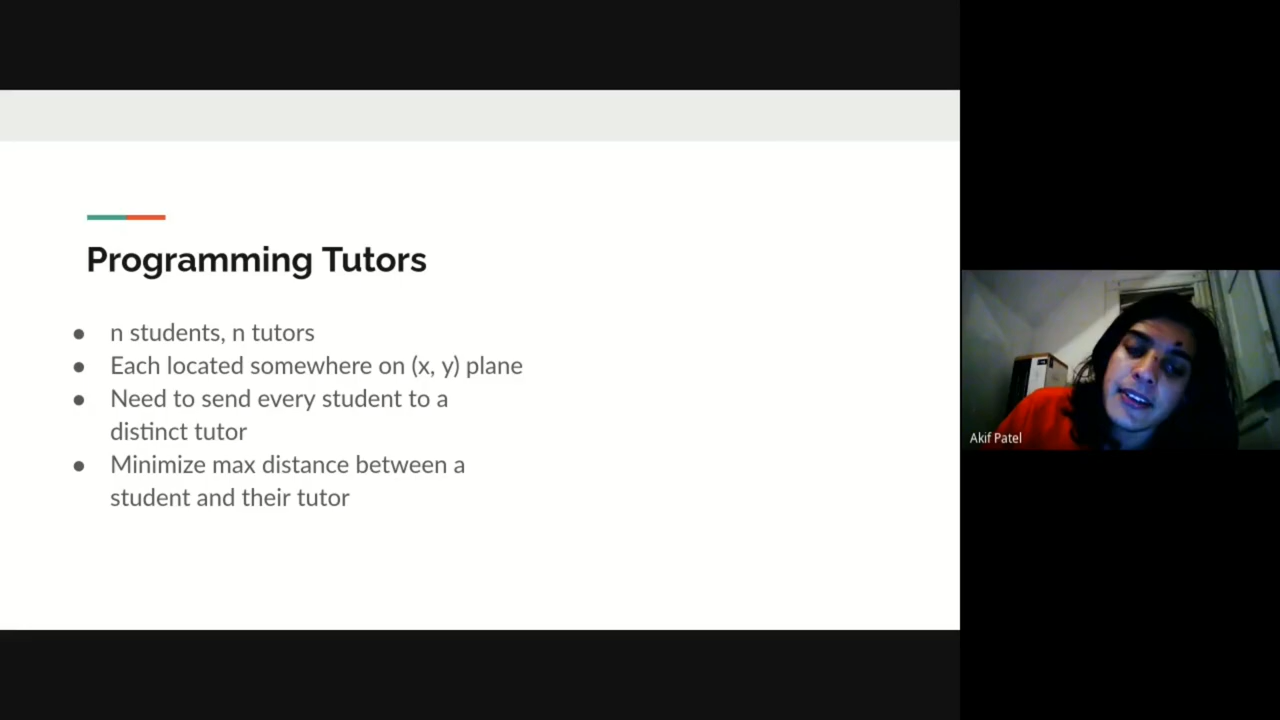 Programming Tutors
● n students, n tutors
● Each located somewhere on (x, y) plane
● Need to send every student to a
distinct tutor
● Minimize max distance between a
student and their tutor
Akif Patel